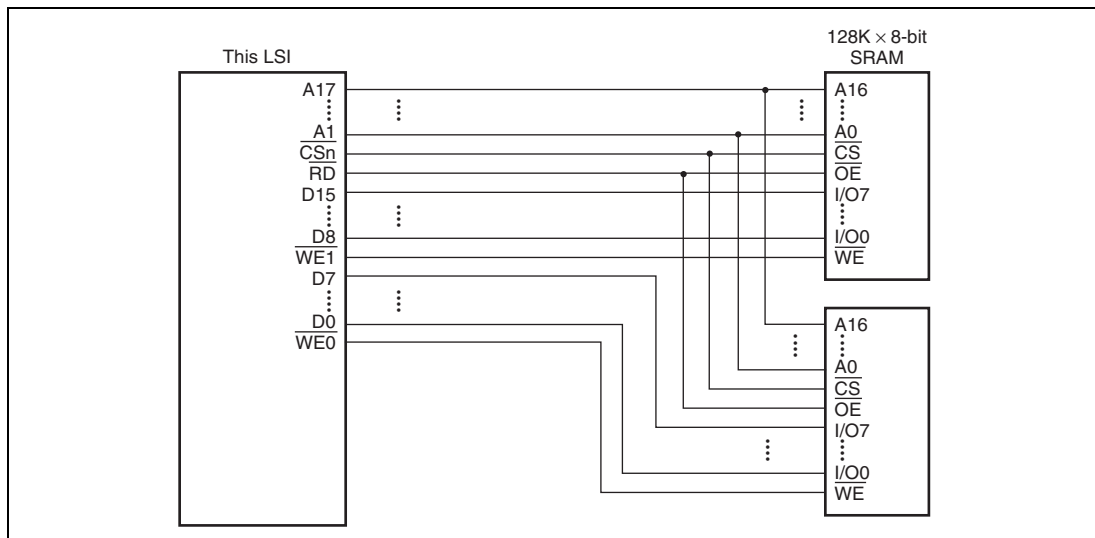 This LSI
A17
A1
CSn
RD
D15
D8
WE1
D7
D0
WE0
128K × 8-bit
SRAM
A16
A0
CS
OE
I/O7
I/O0
WE
A16
A0
CS
OE
I/O7
I/O0
WE